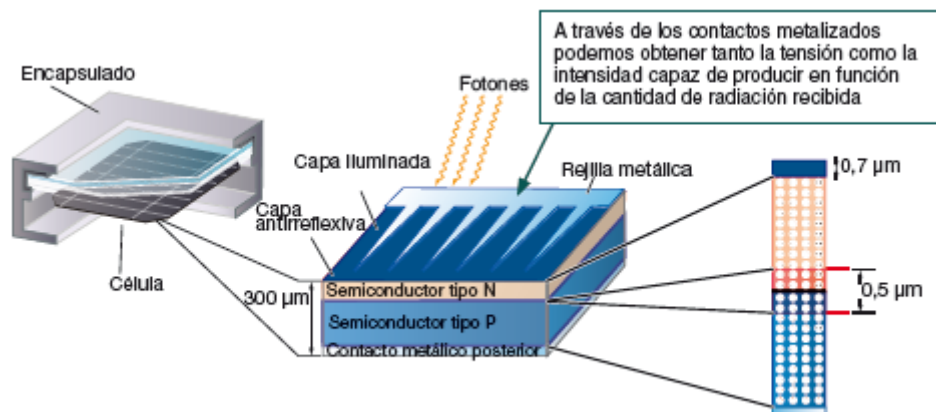 A través de los contactos metalizados
podemos obtener tanto la tensión como la
intensidad capaz de producir en función
de la cantidad de radiación recibida
Encapsulado
Fotones
Capa iluminada
Rejilla metálica
Capa
antirreflexiva
Célula
300 µm
Semiconductor tipo N
Semiconductor tipo P
Contacto metálico posterior
0,7 µm
0,5 µm